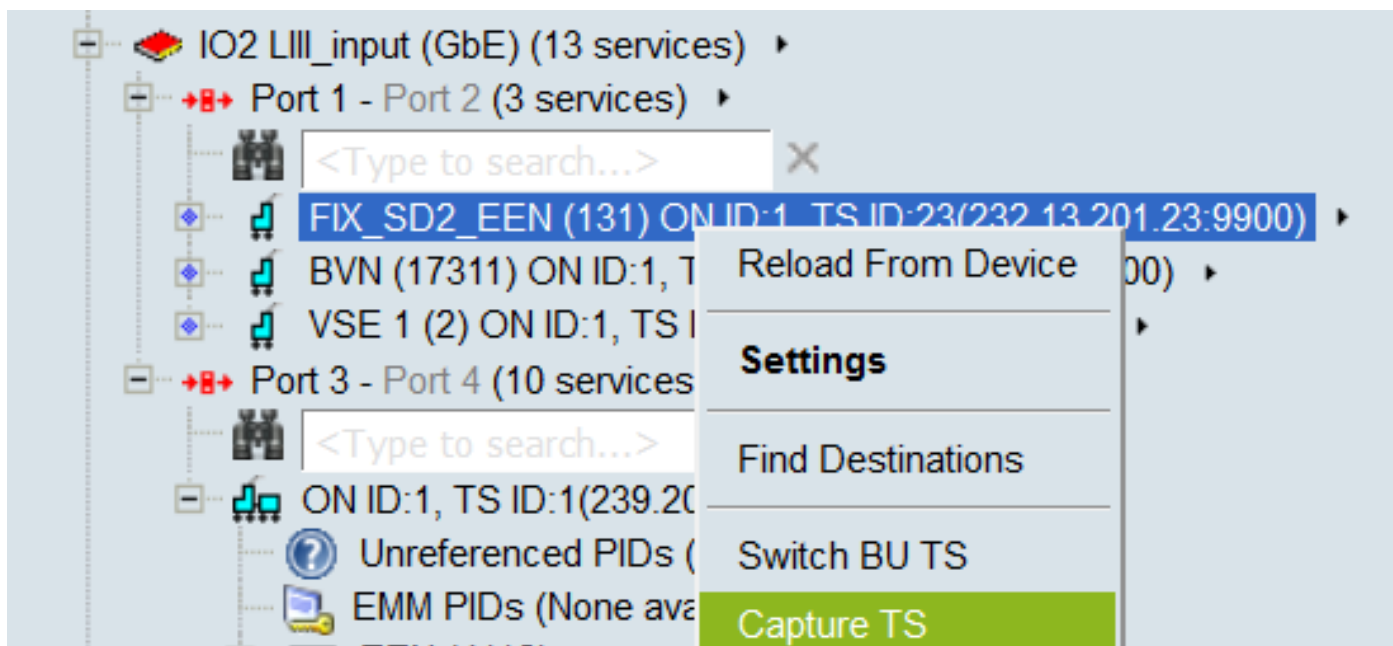 IO2 LIII_input (GbE) (13 services)
Port 1 - Port 2 (3 services)
<Type to search...>
FIX_SD2_EEN (131) ON ID:1, TS ID:23(232.13.201.23:9900)
Reload From Device
BVN (17311) ON ID:1, T
00)
VSE 1 (2) ON ID:1, TS I
Settings
Port 3 - Port 4 (10 services
<Type to search...>
Find Destinations
ON ID:1, TS ID:1(239.20
Unreferenced PIDs (
Switch BU TS
EMM PIDs (None ava
Capture TS